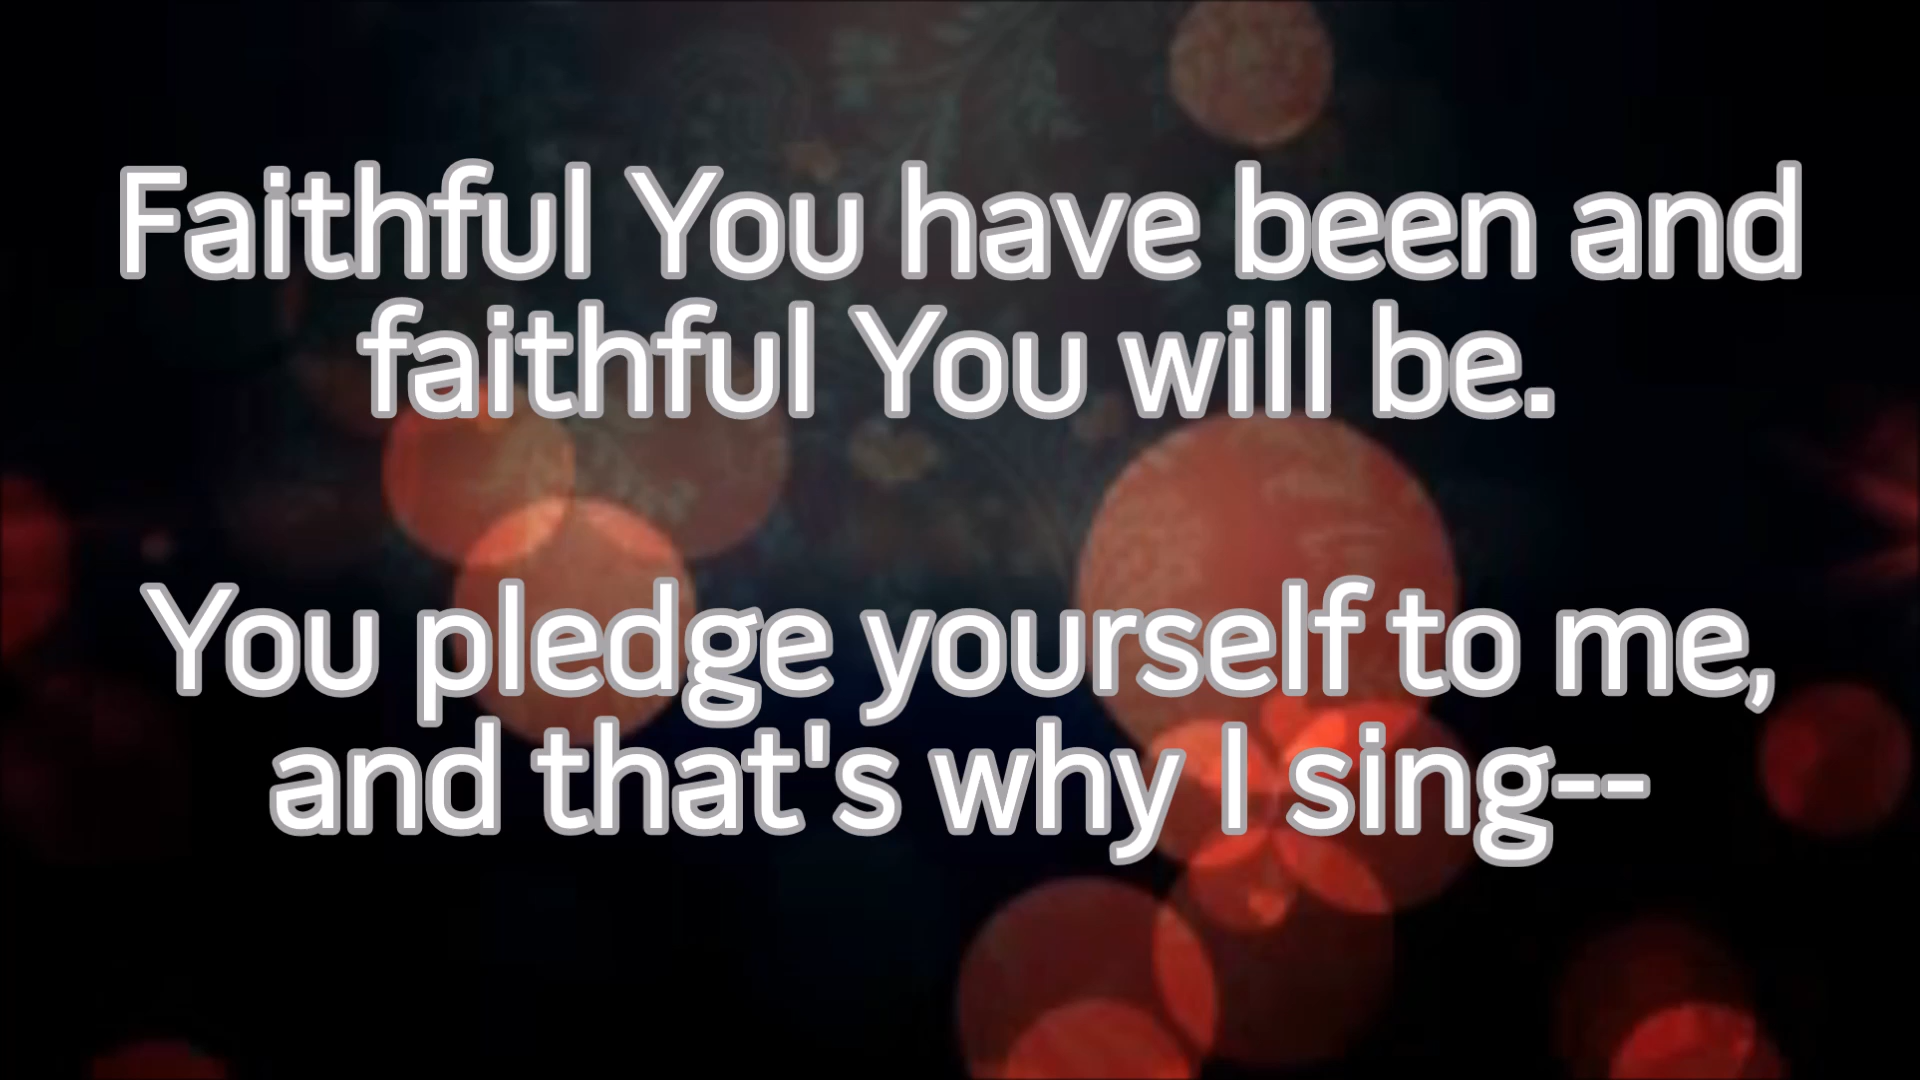 Faithful You have been and
faithful You will be.
You pledge yourself to me,
and that's why I sing--